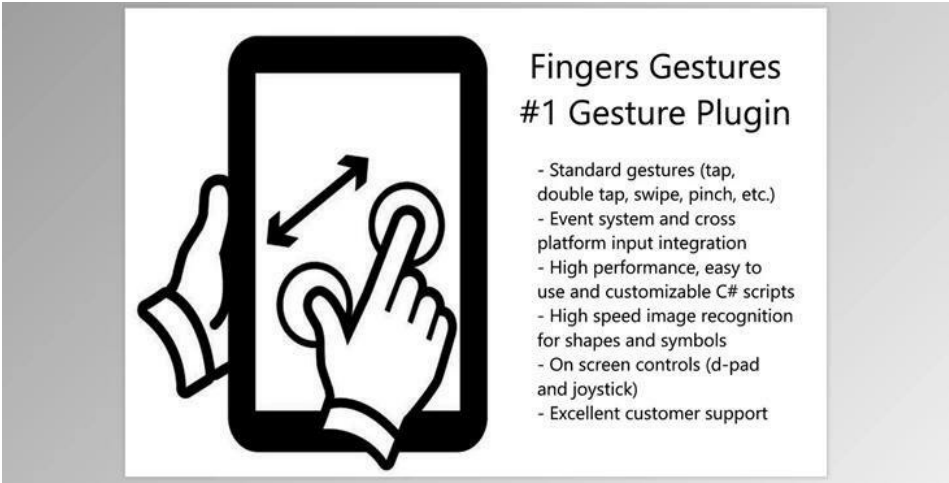 Fingers Gestures
#1 Gesture Plugin
- Standard gestures (tap,
double tap, swipe, pinch, etc.)
- Event system and cross
platform input integration
- High performance, easy to
use and customizable C# scripts
- High speed image recognition
for shapes and symbols
- On screen controls (d-pad
and joystick)
- Excellent customer support